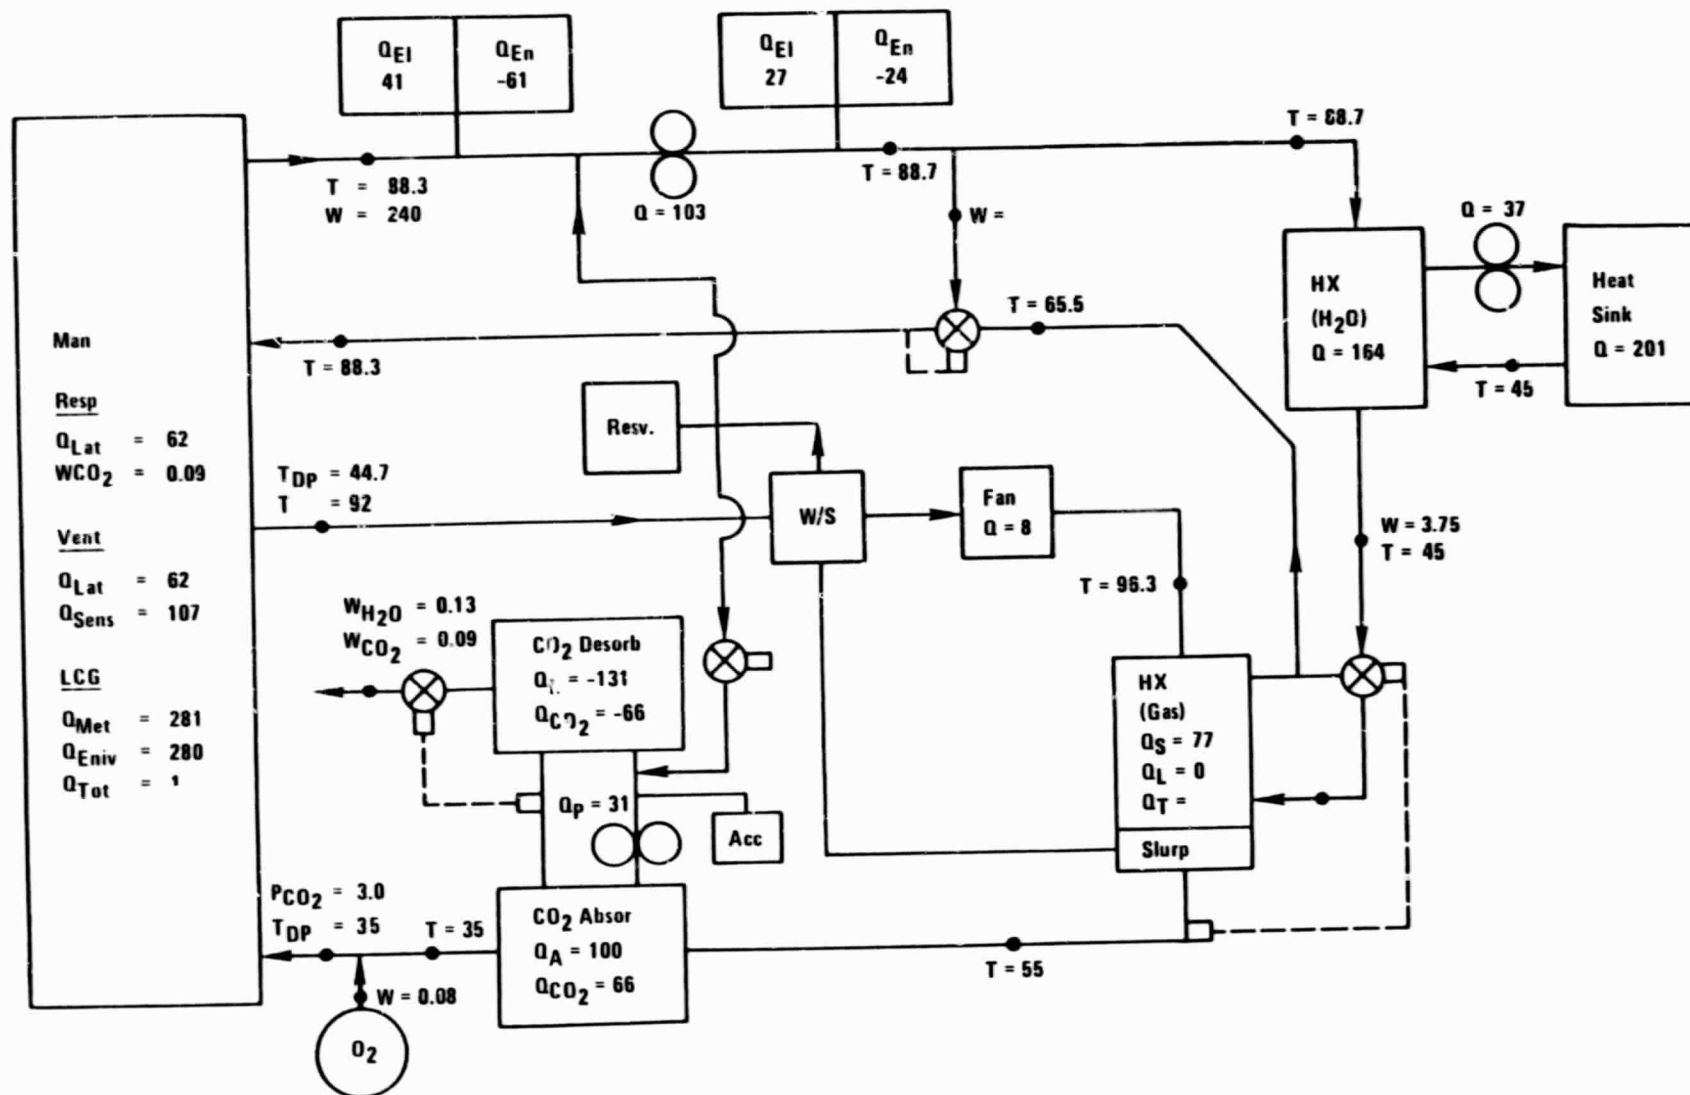 Q_El
41
Q_En
-61
Q_El
27
Q_En
-24
T = 88.3
W = 240
Q = 103
T = 88.7
W =
T = 88.7
Q = 37
HX
(H2O)
Q = 164
Heat
Sink
Q = 201
T = 45
T = 65.5
T = 88.3
Man
Resp
Q_Lat = 62
WCO2 = 0.09
Vent
Q_Lat = 62
Q_Sens = 107
LCG
Q_Met = 281
Q_Eniv = 280
Q_Tot = 1
Resv.
T_DP = 44.7
T = 92
W/S
Fan
Q = 8
W = 3.75
T = 45
T = 96.3
W_H2O = 0.13
W_CO2 = 0.09
CO2 Desorb
= -131
Q_CO2 = -66
HX
(Gas)
Q_S = 77
Q_L = 0
Q_T =
Slurp
Q_P = 31
Acc
P_CO2 = 3.0
T_DP = 35
T = 35
CO2 Absor
Q_A = 100
Q_CO2 = 66
T = 55
W = 0.08
O2